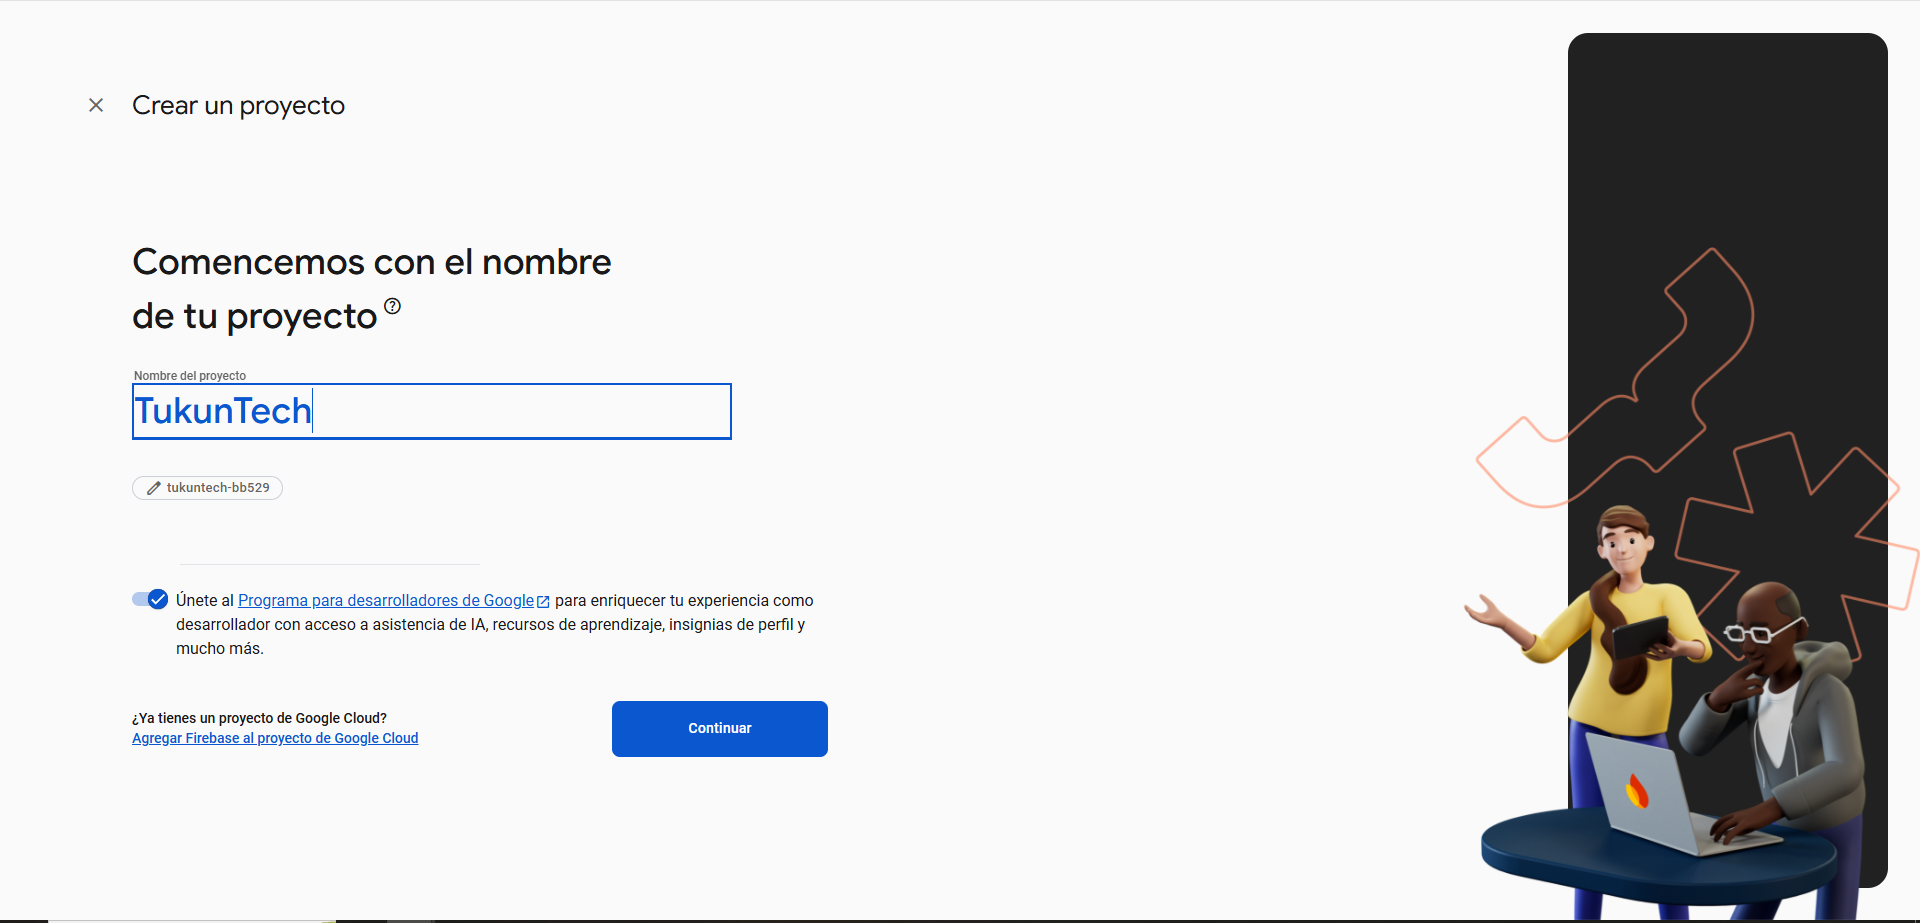 Crear un proyecto
Comencemos con el nombre
de tu proyecto
Nombre del proyecto
TukunTech
tukuntech-bb529
Únete al Programa para desarrolladores de Google para enriquecer tu experiencia como
desarrollador con acceso a asistencia de IA, recursos de aprendizaje, insignias de perfil y
mucho más.
¿Ya tienes un proyecto de Google Cloud?
Agregar Firebase al proyecto de Google Cloud
Continuar